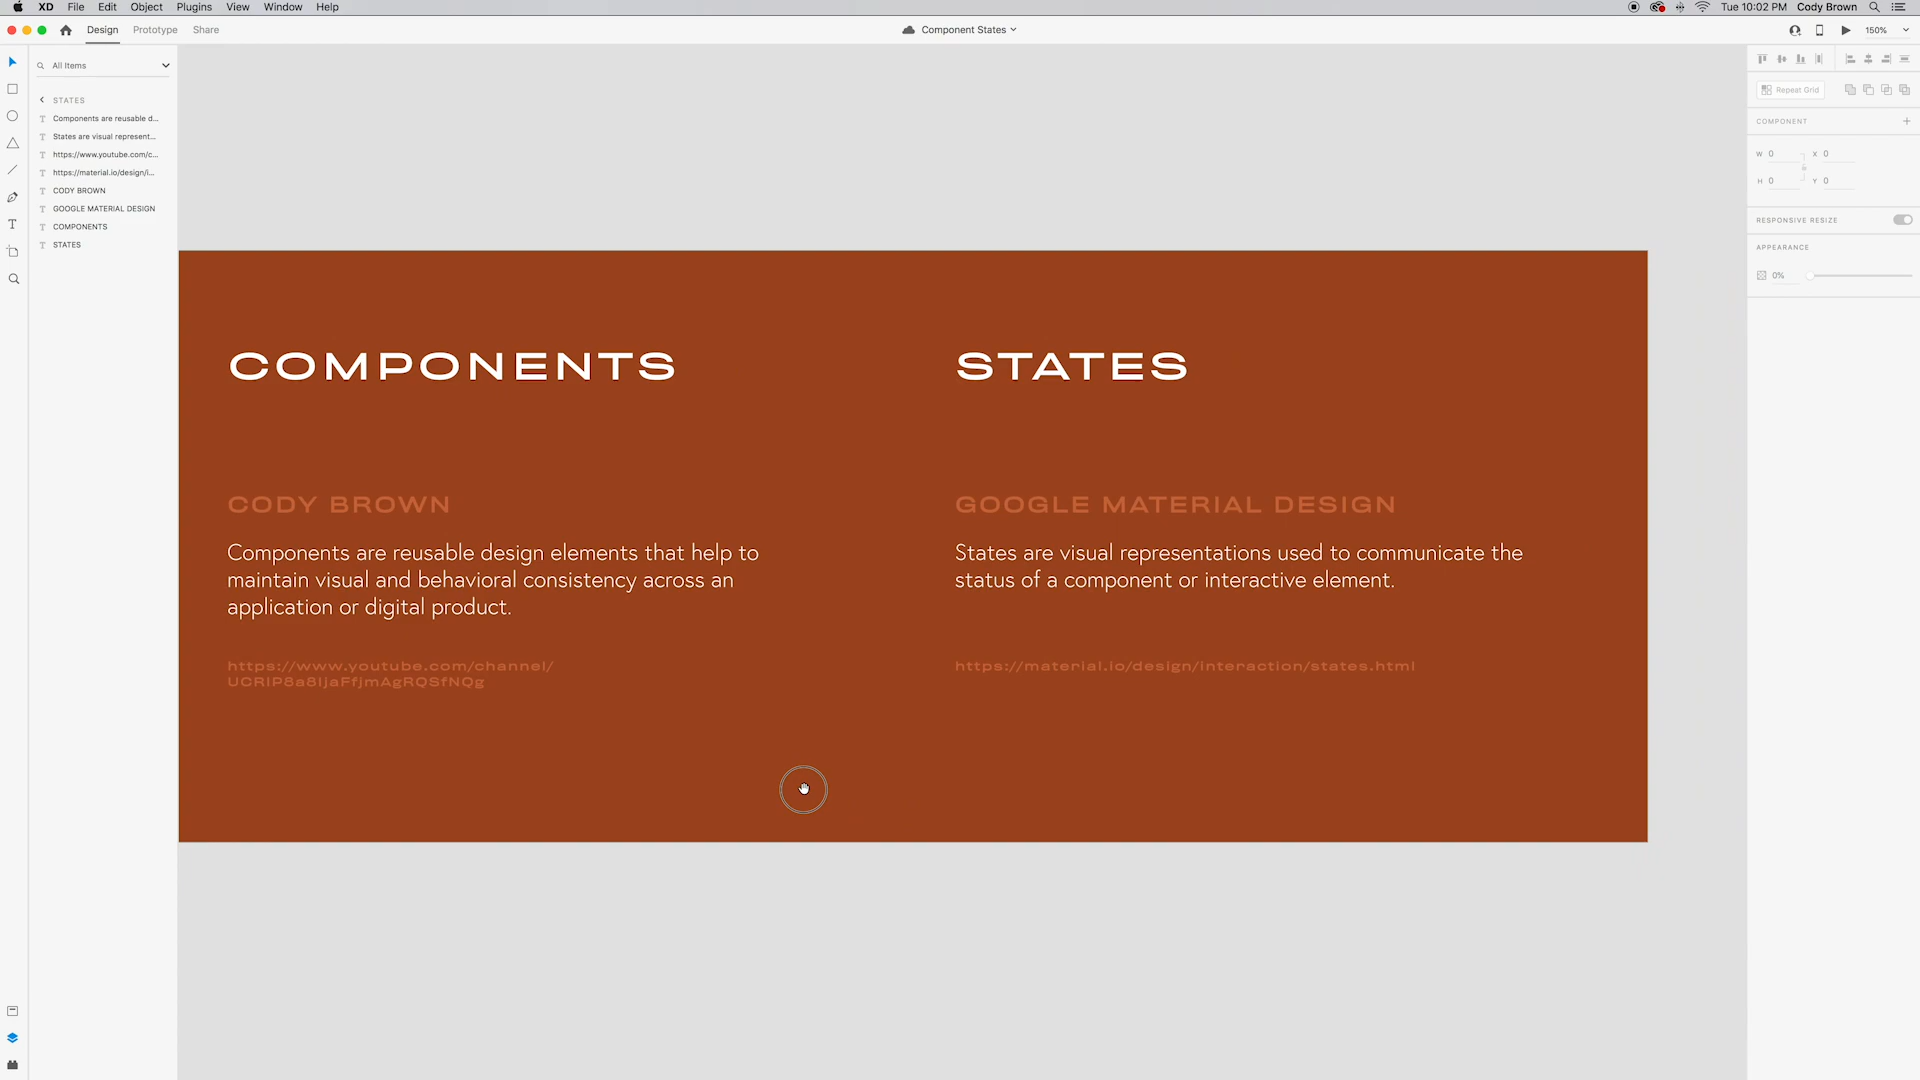 XD File Edit Object Plugins View Window Help
Tue 10:02 PM Cody Brown
Design Prototype Share
Component States
150%
All Items
STATES
Components are reusable d...
States are visual represent...
https://www.youtube.com/c...
https://material.io/design/i...
CODY BROWN
GOOGLE MATERIAL DESIGN
COMPONENTS
STATES
COMPONENTS
CODY BROWN
Components are reusable design elements that help to
maintain visual and behavioral consistency across an
application or digital product.
https://www.youtube.com/channel/
STATES
GOOGLE MATERIAL DESIGN
States are visual representations used to communicate the
status of a component or interactive element.
https://material.io/design/interaction/states.html
Repeat Grid
COMPONENT
W 0 X 0
H 0 Y 0
RESPONSIVE RESIZE
APPEARANCE
0%